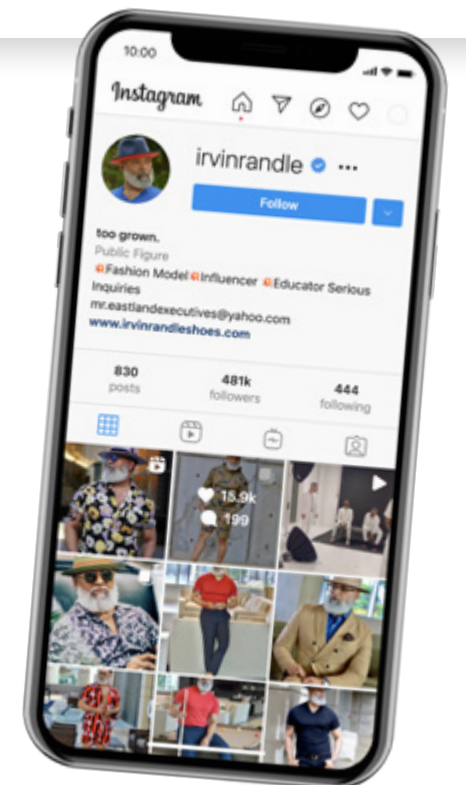 10:00
Instagram
irvinrandle
Follow
too grown.
Public Figure
Fashion Model Influencer Educator Serious
Inquiries
mr.eastlandexecutives@yahoo.com
www.irvinrandleshoes.com
830 481k 444
posts followers following
15.9k
199